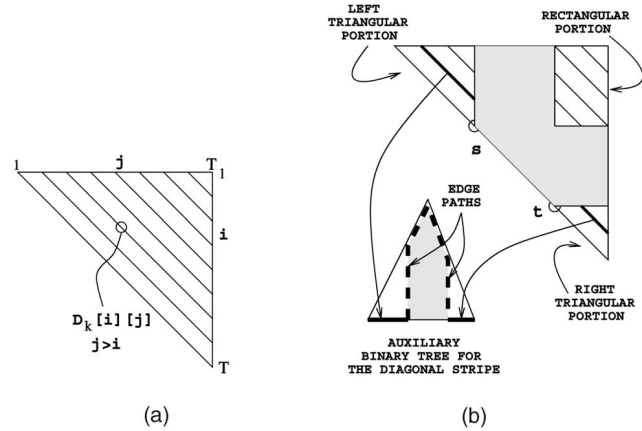 1
j
T
1
i
D_k[i][j]
j>i
T
(a)
LEFT
TRIANGULAR
PORTION
RECTANGULAR
PORTION
s
t
EDGE
PATHS
RIGHT
TRIANGULAR
PORTION
AUXILIARY
BINARY TREE FOR
THE DIAGONAL STRIPE
(b)